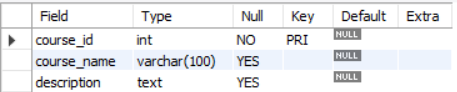 Field Type Null Key Default Extra
course_id int NO PRI NULL
course_name varchar(100) YES NULL
description text YES NULL